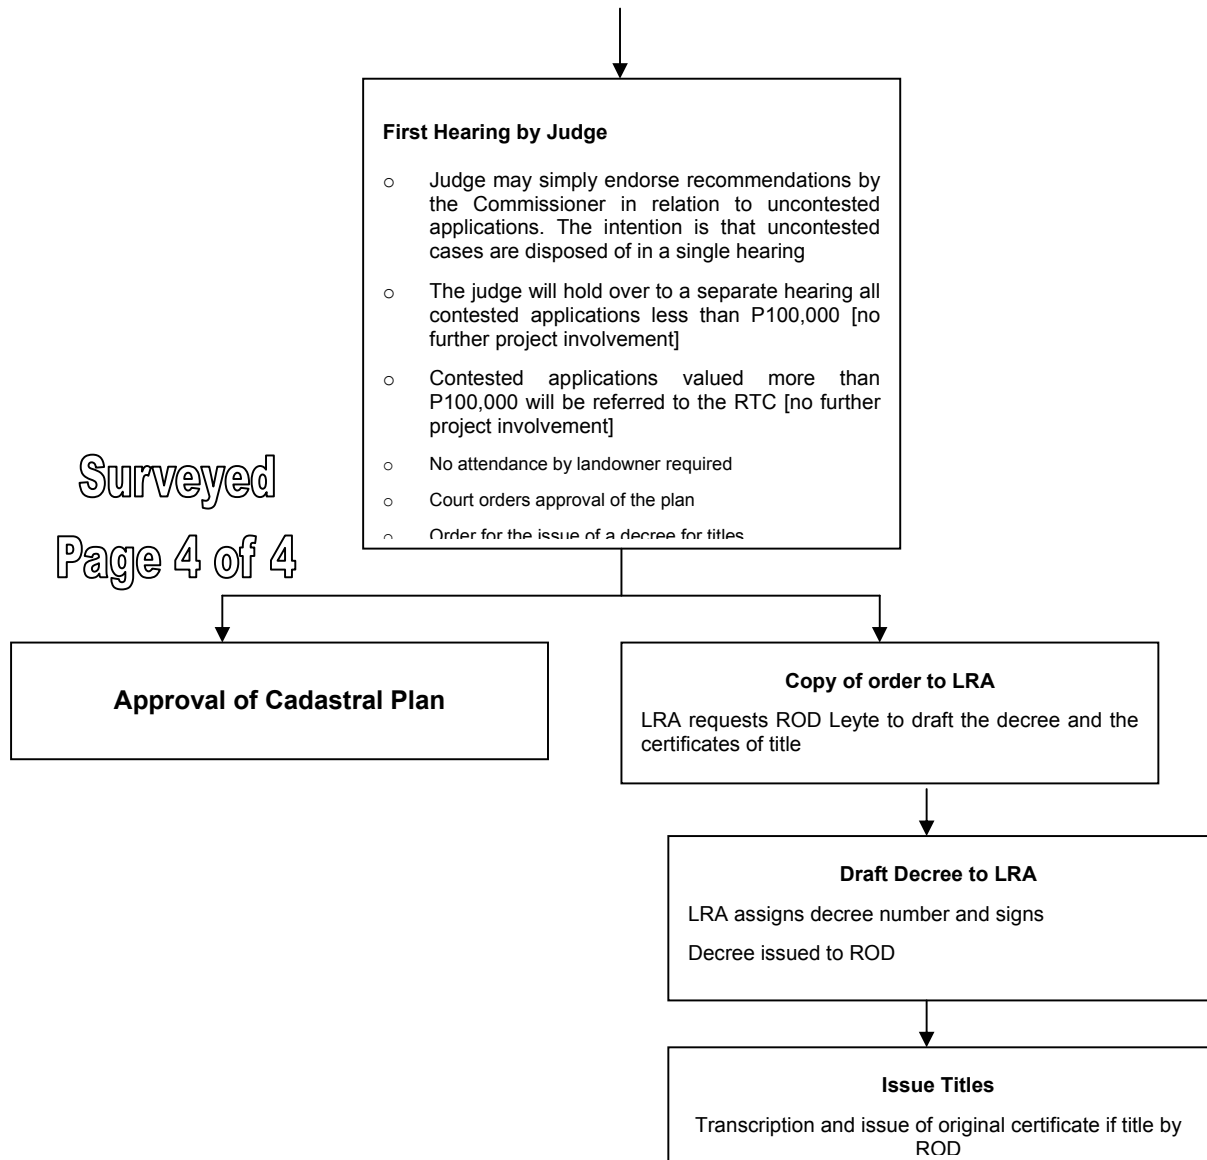 First Hearing by Judge
o Judge may simply endorse recommendations by
the Commissioner in relation to uncontested
applications. The intention is that uncontested
cases are disposed of in a single hearing
o The judge will hold over to a separate hearing all
contested applications less than P100,000 [no
further project involvement]
o Contested applications valued more than
P100,000 will be referred to the RTC [no further
project involvement]
o No attendance by landowner required
o Court orders approval of the plan
o Order for the issue of a decree for titles
Surveyed
Page 4 of 4
Approval of Cadastral Plan
Copy of order to LRA
LRA requests ROD Leyte to draft the decree and the
certificates of title
Draft Decree to LRA
LRA assigns decree number and signs
Decree issued to ROD
Issue Titles
Transcription and issue of original certificate if title by
ROD